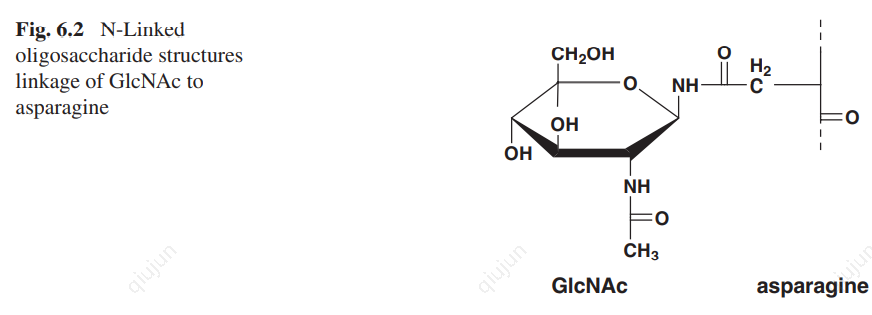 Fig. 6.2 N-Linked
oligosaccharide structures
linkage of GlcNAc to
asparagine
CH₂OH
O
O
NH
H₂
C
OH
O
OH
NH
O
CH₃
GlcNAc
asparagine
qiujun
qiujun
qiujun